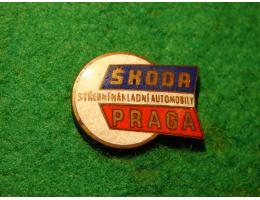 ŠKODA
STŘEDNÍ NÁKLADNÍ AUTOMOBILY
PRAGA